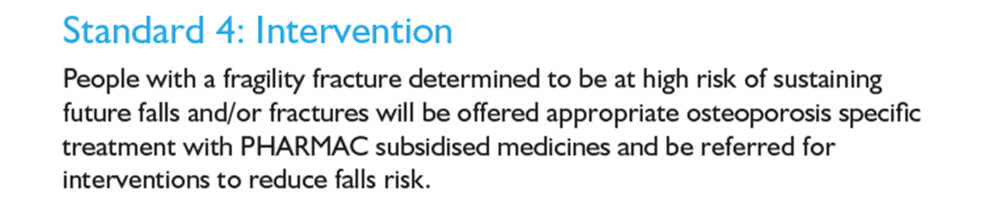 Standard 4: Intervention
People with a fragility fracture determined to be at high risk of sustaining
future falls and/or fractures will be offered appropriate osteoporosis specific
treatment with PHARMAC subsidised medicines and be referred for
interventions to reduce falls risk.